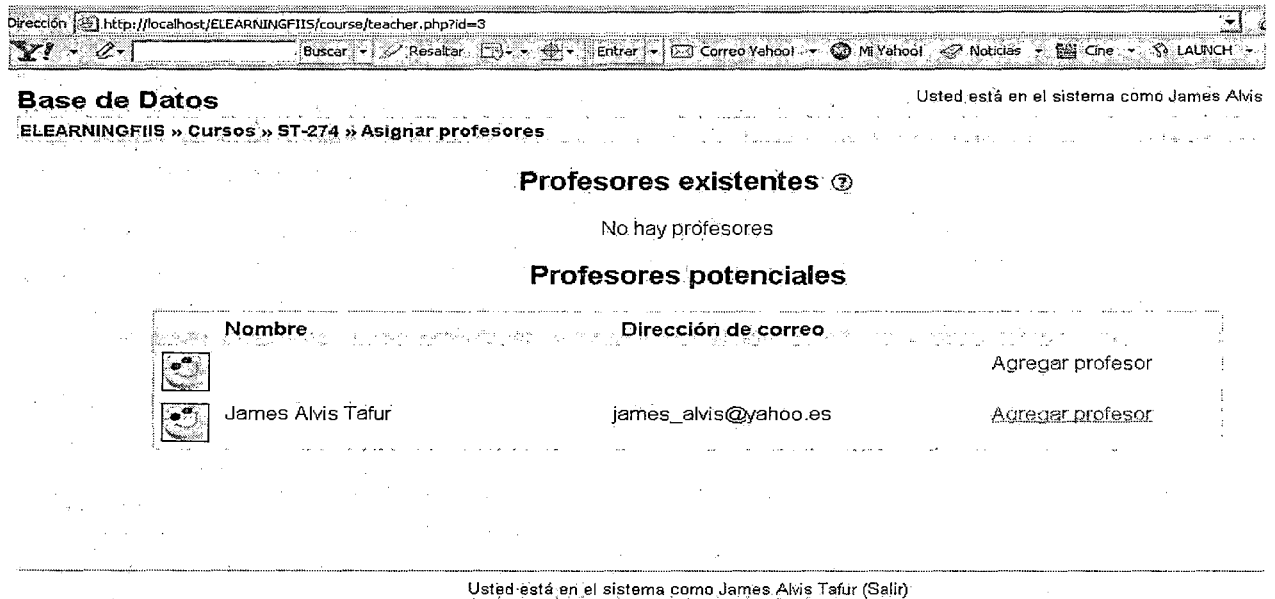 Dirección http://localhost/ELEARNINGFIIS/course/teacher.php?id=3
Y! Buscar Resaltar Entrar Correo Yahoo! Mi Yahoo! Noticias Cine LAUNCH
Base de Datos Usted está en el sistema como James Alvis
ELEARNINGFIIS » Cursos » ST-274 » Asignar profesores
Profesores existentes ?
No hay profesores
Profesores potenciales
Nombre Dirección de correo
Agregar profesor
James Alvis Tafur james_alvis@yahoo.es Agregar profesor
Usted está en el sistema como James Alvis Tafur (Salir)